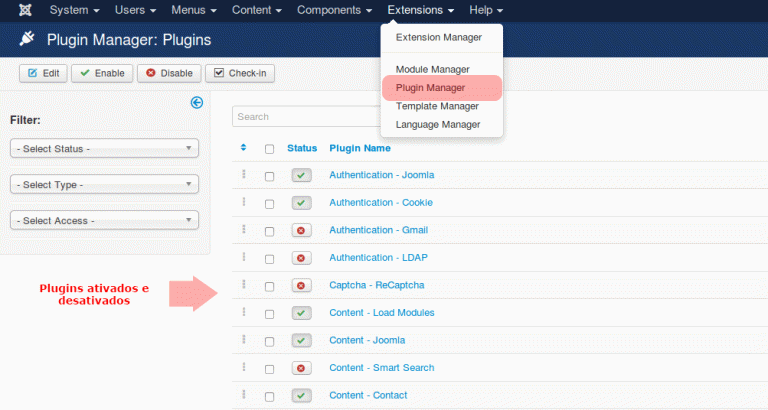 System Users Menus Content Components Extensions Help
Plugin Manager: Plugins
Extension Manager
Module Manager
Plugin Manager
Template Manager
Language Manager
Edit Enable Disable Check-in
Filter:
- Select Status -
- Select Type -
- Select Access -
Plugins ativados e
desativados
Search
Status Plugin Name
Authentication - Joomla
Authentication - Cookie
Authentication - Gmail
Authentication - LDAP
Captcha - ReCaptcha
Content - Load Modules
Content - Joomla
Content - Smart Search
Content - Contact